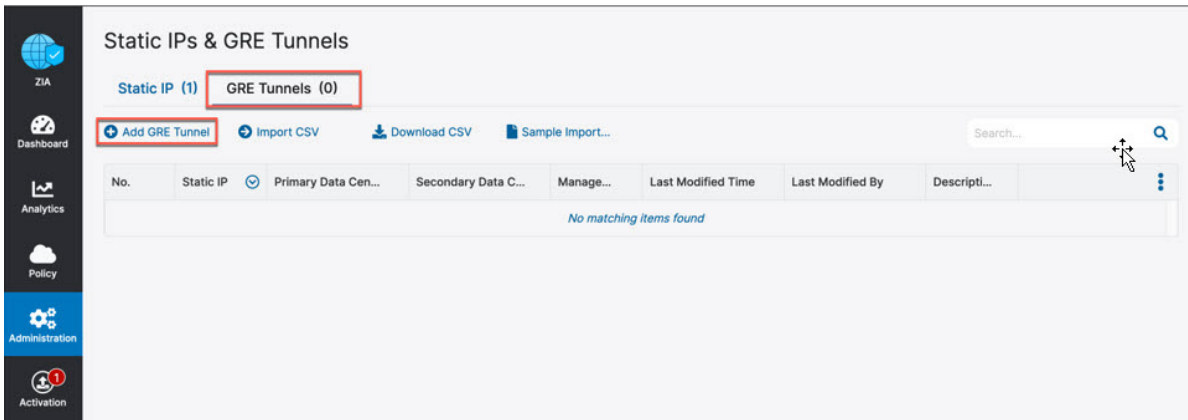 Static IPs & GRE Tunnels
ZIA
Static IP (1) GRE Tunnels (0)
Dashboard
Add GRE Tunnel Import CSV Download CSV Sample Import... Search...
No. Static IP Primary Data Cen... Secondary Data C... Manage... Last Modified Time Last Modified By Descripti...
Analytics
No matching items found
Policy
Administration
1
Activation